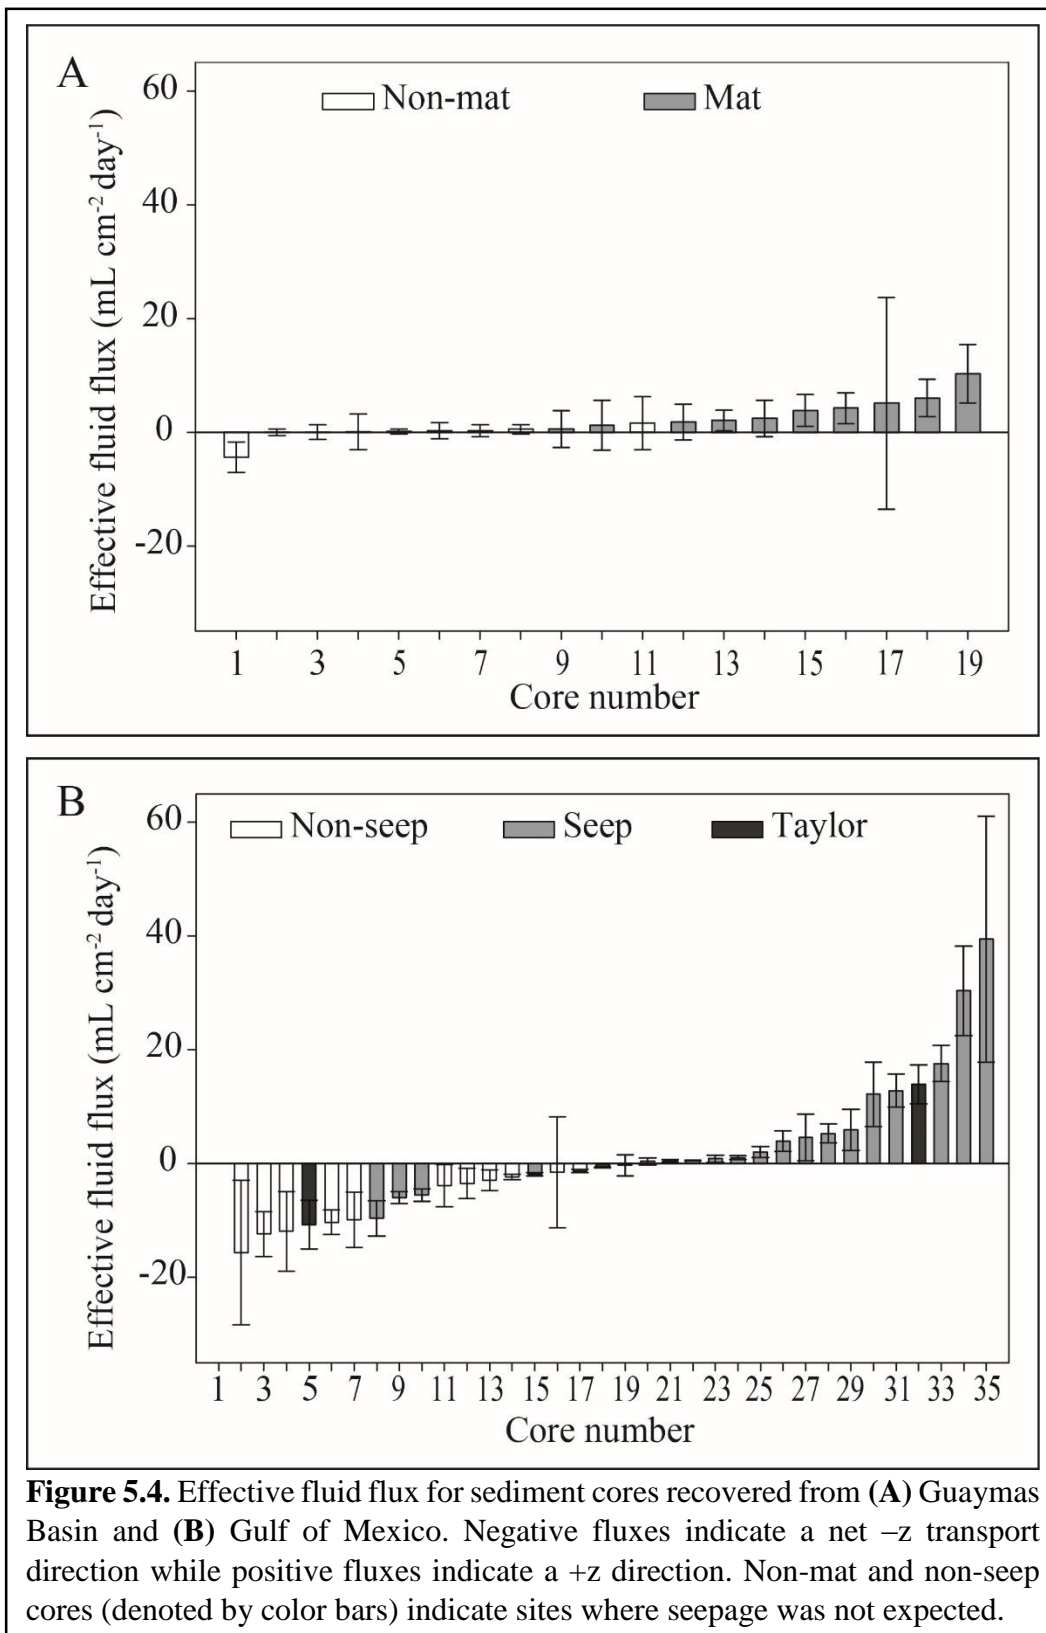 A
Non-mat
Mat
Effective fluid flux (mL cm⁻² day⁻¹)
60
40
20
0
-20
1 3 5 7 9 11 13 15 17 19
Core number
B
Non-seep
Seep
Taylor
Effective fluid flux (mL cm⁻² day⁻¹)
60
40
20
0
-20
1 3 5 7 9 11 13 15 17 19 21 23 25 27 29 31 33 35
Core number
Figure 5.4. Effective fluid flux for sediment cores recovered from (A) Guaymas
Basin and (B) Gulf of Mexico. Negative fluxes indicate a net –z transport
direction while positive fluxes indicate a +z direction. Non-mat and non-seep
cores (denoted by color bars) indicate sites where seepage was not expected.